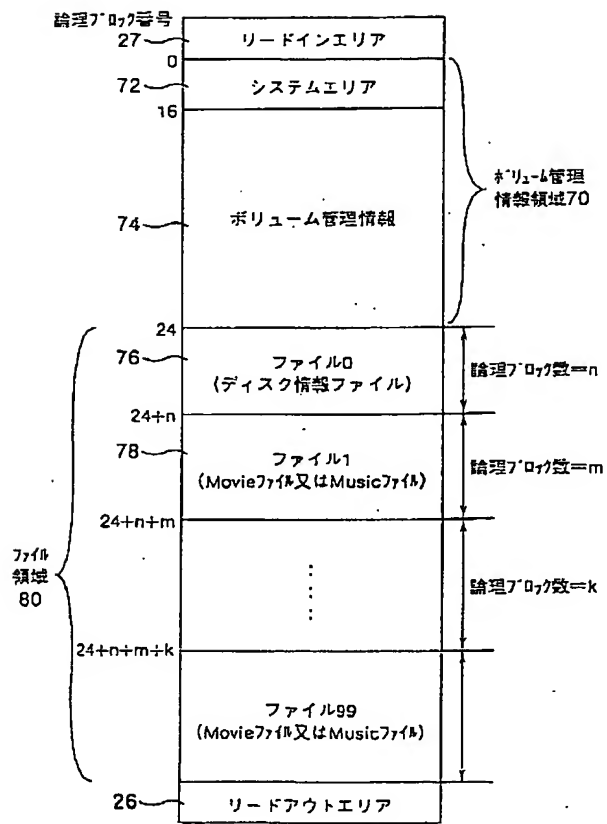 論理ブロック番号
27
リードインエリア
0
72
システムエリア
16
74
ボリューム管理情報
ボリューム管理
情報領域70
24
76
ファイル0
(ディスク情報ファイル)
論理ブロック数=n
24+n
78
ファイル1
(Movieファイル又はMusicファイル)
論理ブロック数=m
24+n+m
ファイル
領域
80
論理ブロック数=k
24+n+m+k
ファイル99
(Movieファイル又はMusicファイル)
26
リードアウトエリア